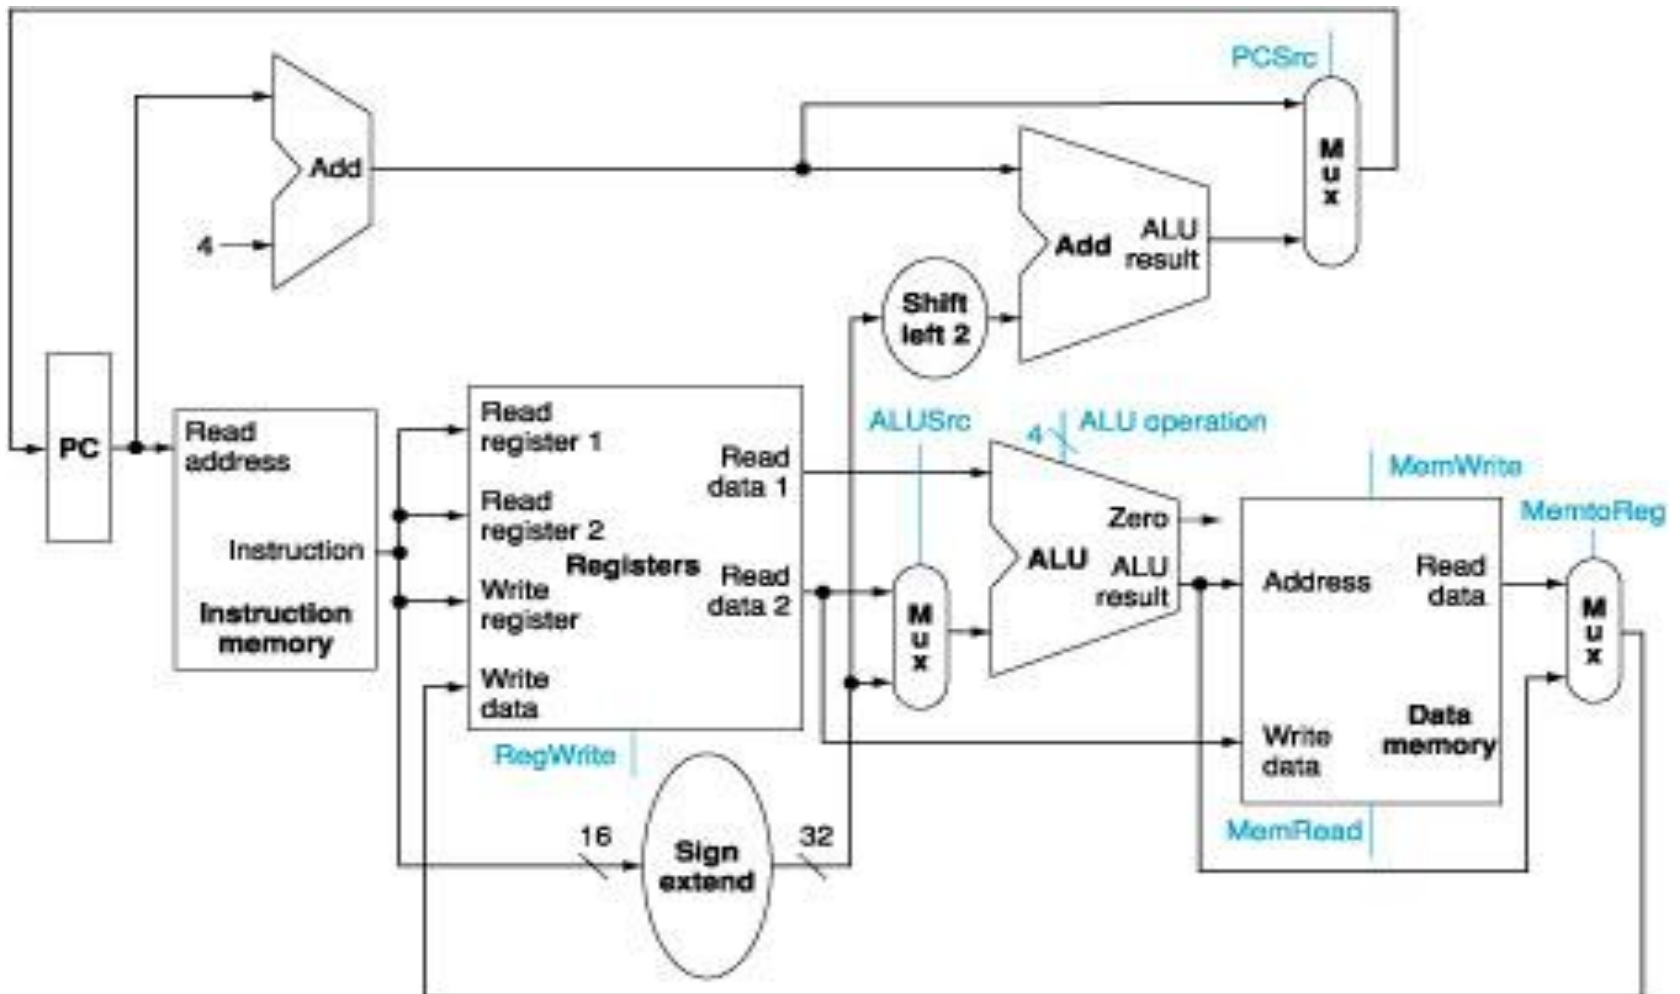 PCSrc
Add
4
M
u
x
Add
ALU
result
Shift
left 2
PC
Read
address
Instruction
Instruction
memory
Read
register 1
Read
register 2
Registers
Write
register
Write
data
Read
data 1
Read
data 2
RegWrite
16
Sign
extend
32
ALUSrc
M
u
x
4
ALU operation
Zero
ALU
ALU
result
MemWrite
Address
Read
data
Write
data
Data
memory
MemRead
MemtoReg
M
u
x